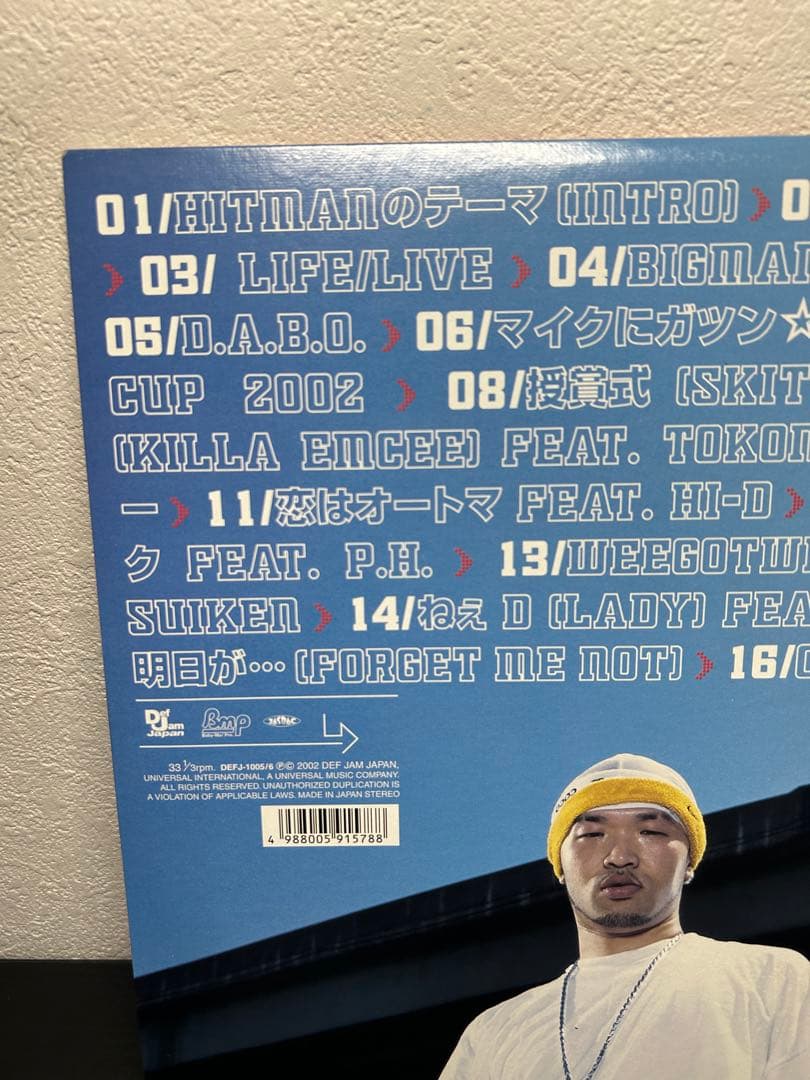 01/HITMANのテーマ (INTRO) 0
03/ LIFE/LIVE 04/BIGMA
05/D.A.B.O. 06/マイクにガツン☆
CUP 2002 08/授賞式 (SKIT
(KILLA EMCEE) FEAT. TOKO
ー 11/恋はオートマ FEAT. HI-D
ク FEAT. P.H. 13/WEEGOTW
SUIKEN 14/ねぇ D (LADY) FEA
明日が… (FORGET ME NOT) 16/
Def Jam Japan Bmp JASRAC
33 1/3rpm. DEFJ-1005/6 ℗© 2002 DEF JAM JAPAN,
UNIVERSAL INTERNATIONAL, A UNIVERSAL MUSIC COMPANY.
ALL RIGHTS RESERVED. UNAUTHORIZED DUPLICATION IS
A VIOLATION OF APPLICABLE LAWS. MADE IN JAPAN STEREO
4 988005 915788